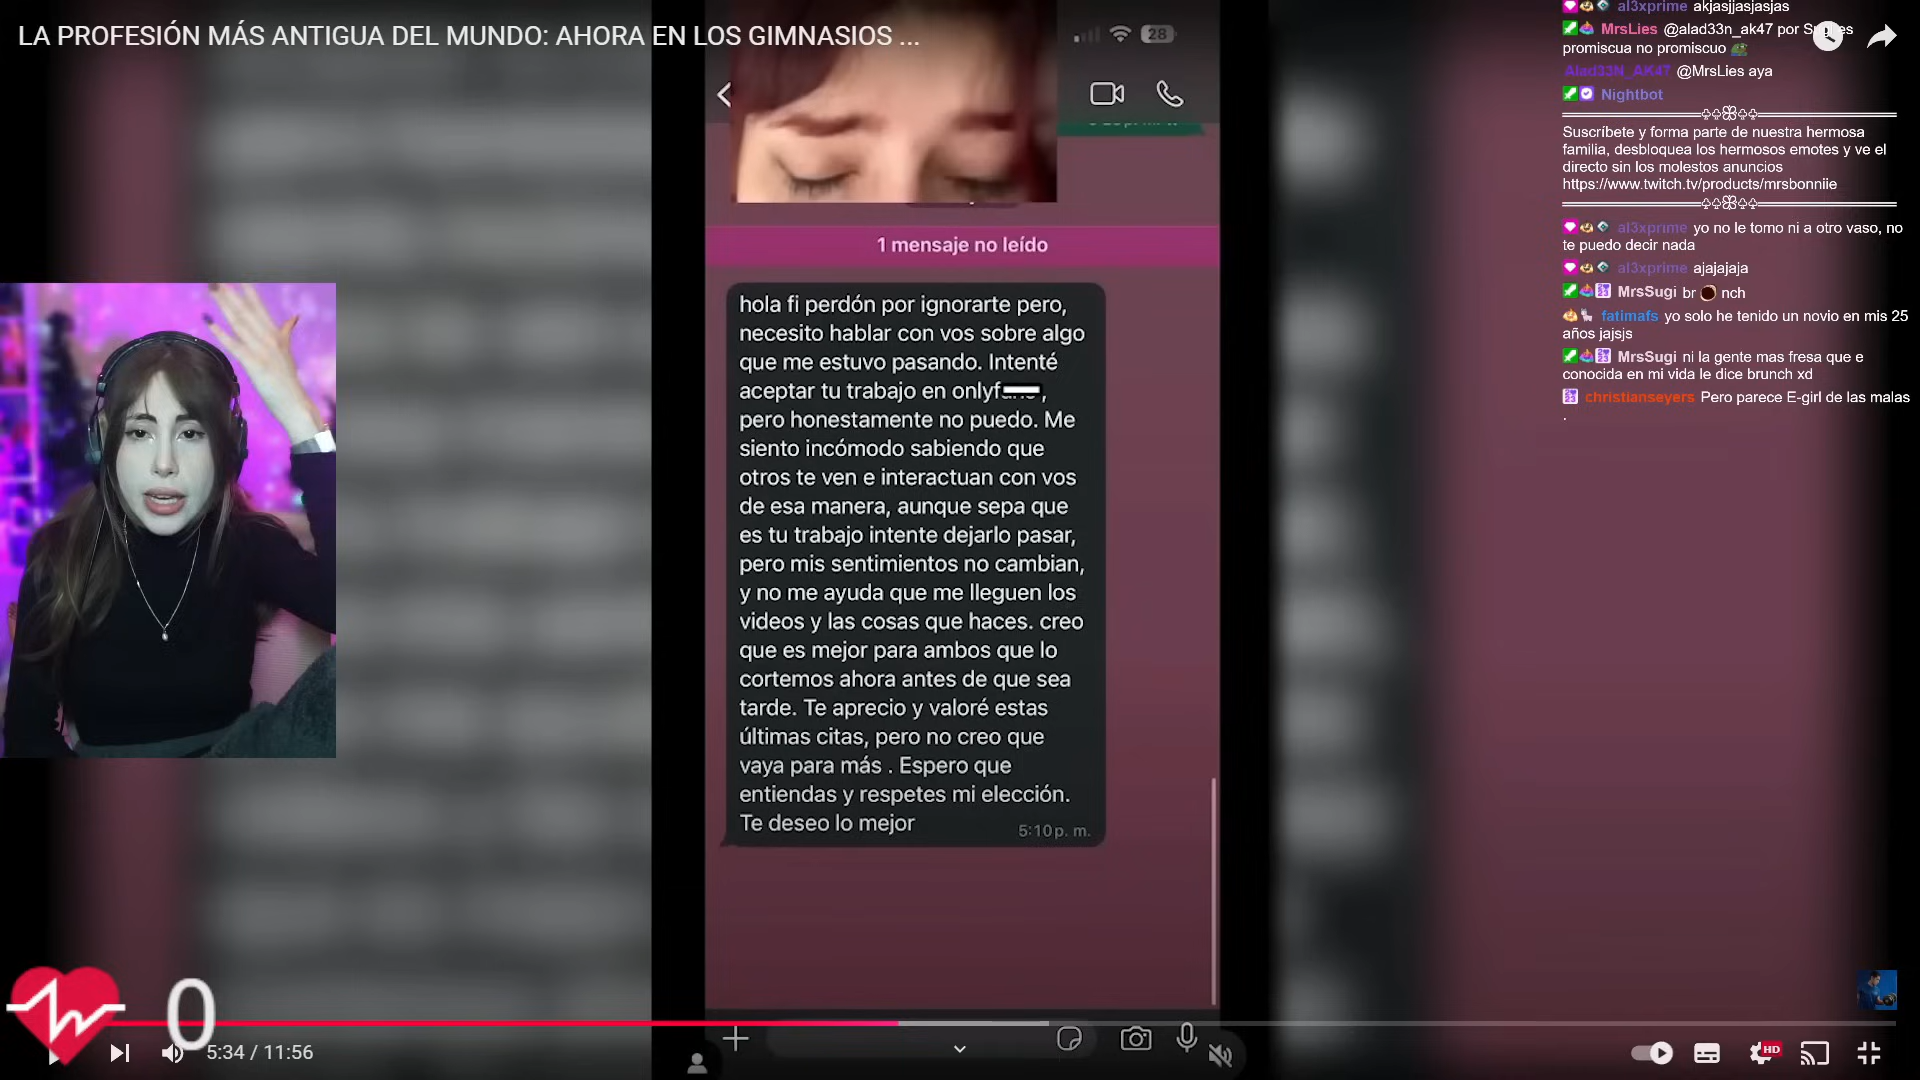 LA PROFESIÓN MÁS ANTIGUA DEL MUNDO: AHORA EN LOS GIMNASIOS ...
28
1 mensaje no leído
hola fi perdón por ignorarte pero,
necesito hablar con vos sobre algo
que me estuvo pasando. Intenté
aceptar tu trabajo en onlyf ,
pero honestamente no puedo. Me
siento incómodo sabiendo que
otros te ven e interactuan con vos
de esa manera, aunque sepa que
es tu trabajo intente dejarlo pasar,
pero mis sentimientos no cambian,
y no me ayuda que me lleguen los
videos y las cosas que haces. creo
que es mejor para ambos que lo
cortemos ahora antes de que sea
tarde. Te aprecio y valoré estas
últimas citas, pero no creo que
vaya para más . Espero que
entiendas y respetes mi elección.
Te deseo lo mejor
5:10 p. m.
al3xprime akjasjjasjasjas
MrsLies @alad33n_ak47 por
promiscua no promiscuo
Alad33N_AK47 @MrsLies aya
Nightbot
Suscríbete y forma parte de nuestra hermosa
familia, desbloquea los hermosos emotes y ve el
directo sin los molestos anuncios
https://www.twitch.tv/products/mrsbonniie
al3xprime yo no le tomo ni a otro vaso, no
te puedo decir nada
al3xprime ajajajaja
MrsSugi br nch
fatimafs yo solo he tenido un novio en mis 25
años jajsjs
MrsSugi ni la gente mas fresa que e
conocida en mi vida le dice brunch xd
christianseyers Pero parece E-girl de las malas
.
0
5:34 / 11:56
HD